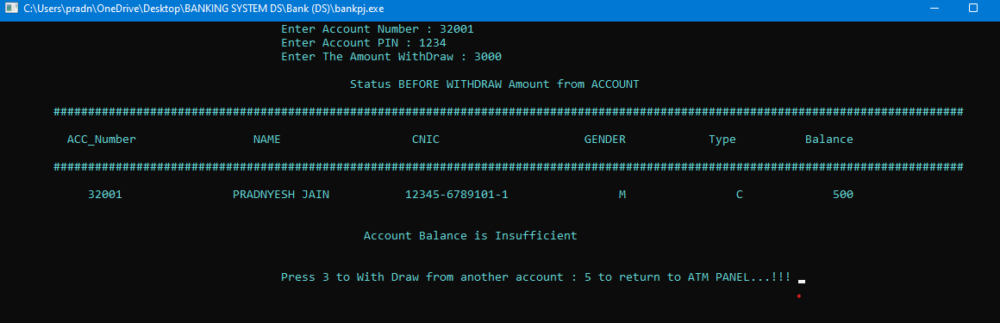 C:\Users\pradn\OneDrive\Desktop\BANKING SYSTEM DS\Bank (DS)\bankpj.exe
Enter Account Number : 32001
Enter Account PIN : 1234
Enter The Amount WithDraw : 3000
Status BEFORE WITHDRAW Amount from ACCOUNT
####################################################################################################################################
ACC_Number NAME CNIC GENDER Type Balance
####################################################################################################################################
32001 PRADNYESH JAIN 12345-6789101-1 M C 500
Account Balance is Insufficient
Press 3 to With Draw from another account : 5 to return to ATM PANEL...!!!